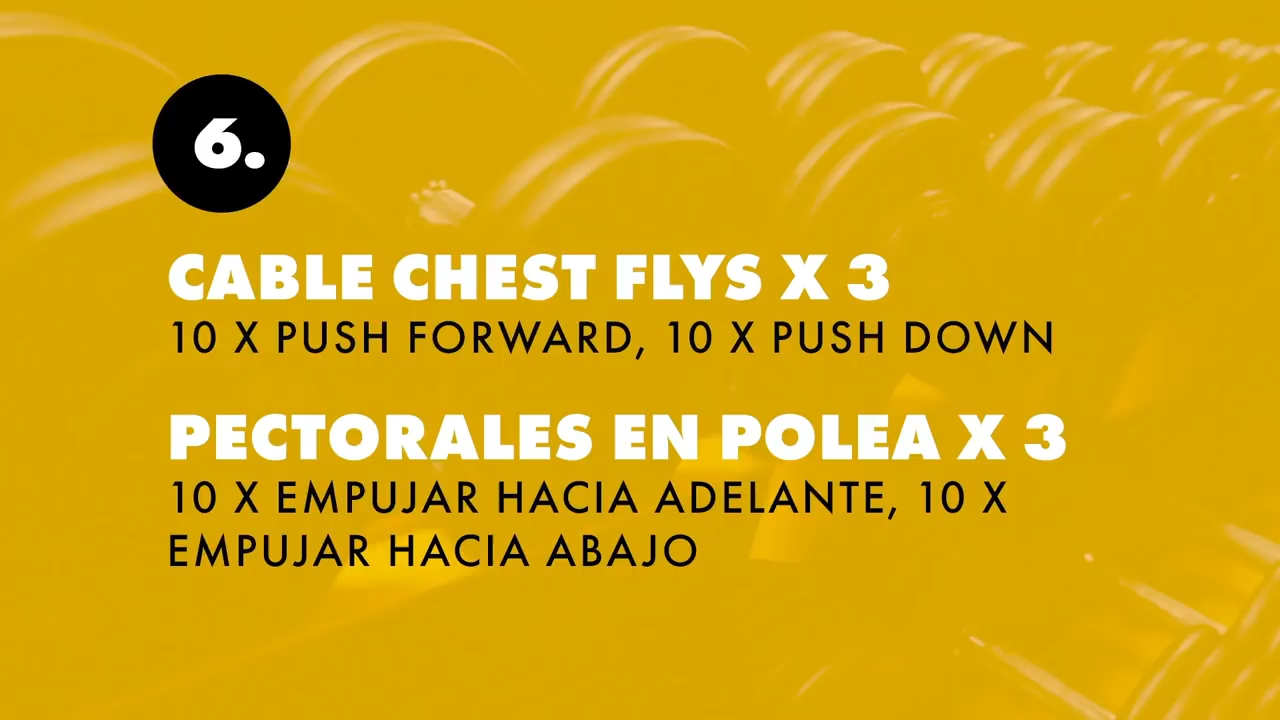 6.
CABLE CHEST FLYS X 3
10 X PUSH FORWARD, 10 X PUSH DOWN
PECTORALES EN POLEA X 3
10 X EMPUJAR HACIA ADELANTE, 10 X
EMPUJAR HACIA ABAJO